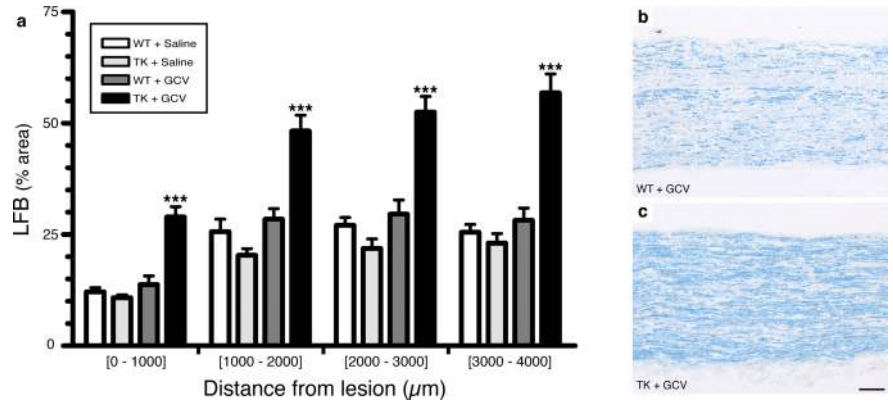 a
75
50
25
0
LFB (% area)
WT + Saline
TK + Saline
WT + GCV
TK + GCV
***
***
***
***
[0 - 1000]
[1000 - 2000]
[2000 - 3000]
[3000 - 4000]
Distance from lesion (µm)
b
WT + GCV
c
TK + GCV